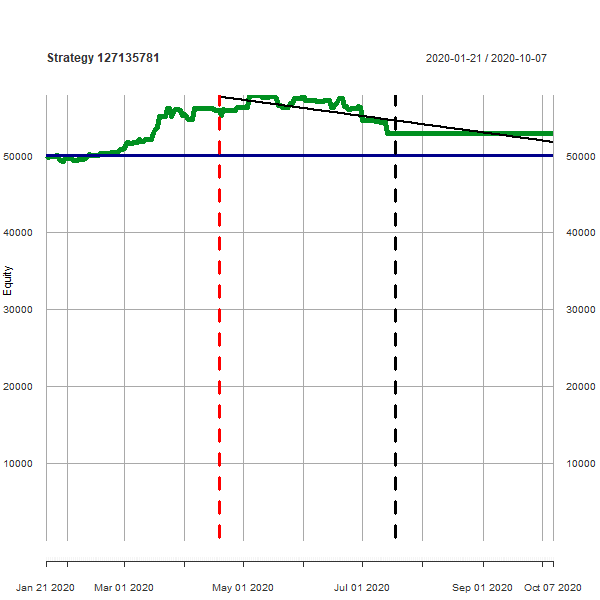 Strategy 127135781
2020-01-21 / 2020-10-07
Equity
50000
40000
30000
20000
10000
50000
40000
30000
20000
10000
Jan 21 2020
Mar 01 2020
May 01 2020
Jul 01 2020
Sep 01 2020
Oct 07 2020